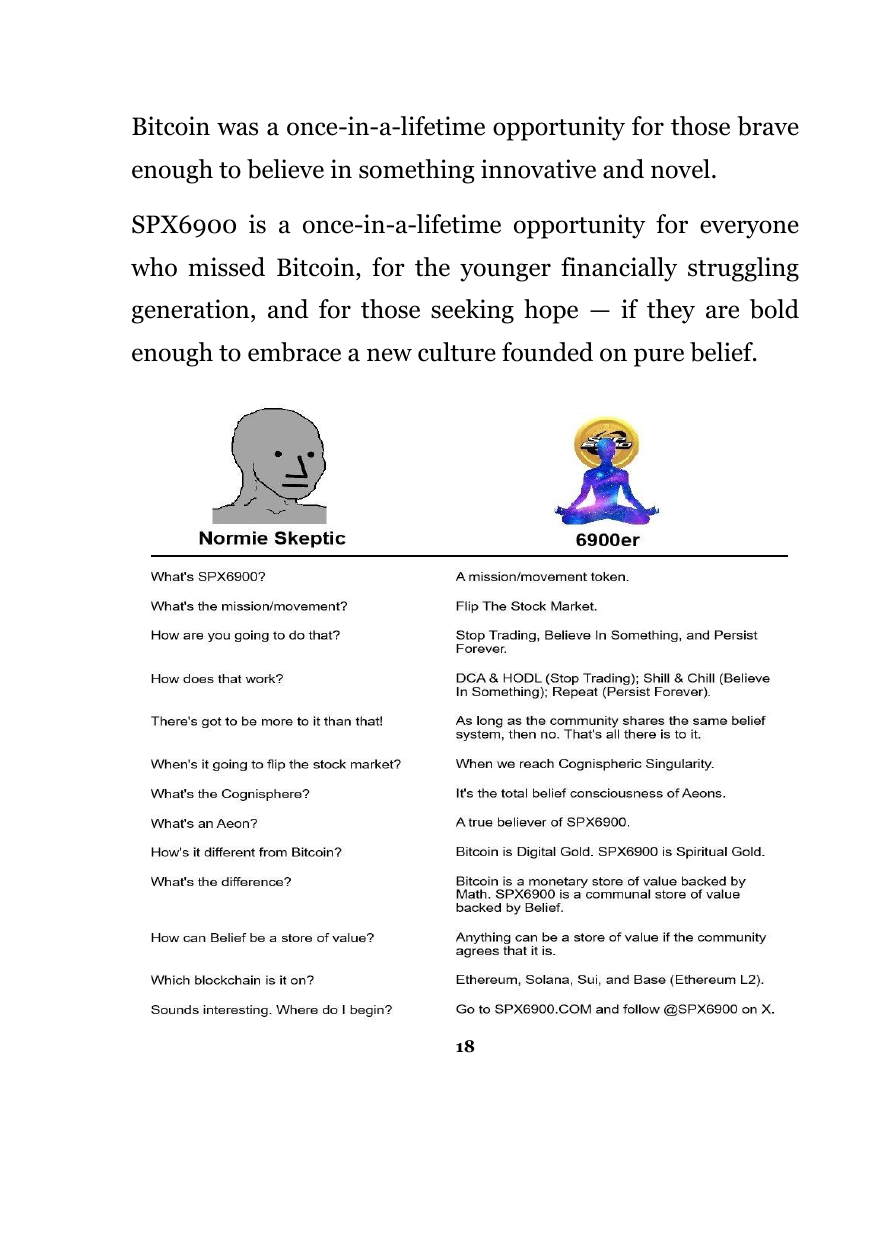 Bitcoin was a once-in-a-lifetime opportunity for those brave
enough to believe in something innovative and novel.
SPX6900 is a once-in-a-lifetime opportunity for everyone
who missed Bitcoin, for the younger financially struggling
generation, and for those seeking hope — if they are bold
enough to embrace a new culture founded on pure belief.
Normie Skeptic
6900er
What's SPX6900?
A mission/movement token.
What's the mission/movement?
Flip The Stock Market.
How are you going to do that?
Stop Trading, Believe In Something, and Persist
Forever.
How does that work?
DCA & HODL (Stop Trading); Shill & Chill (Believe
In Something); Repeat (Persist Forever).
There's got to be more to it than that!
As long as the community shares the same belief
system, then no. That's all there is to it.
When's it going to flip the stock market?
When we reach Cognispheric Singularity.
What's the Cognisphere?
It's the total belief consciousness of Aeons.
What's an Aeon?
A true believer of SPX6900.
How's it different from Bitcoin?
Bitcoin is Digital Gold. SPX6900 is Spiritual Gold.
What's the difference?
Bitcoin is a monetary store of value backed by
Math. SPX6900 is a communal store of value
backed by Belief.
How can Belief be a store of value?
Anything can be a store of value if the community
agrees that it is.
Which blockchain is it on?
Ethereum, Solana, Sui, and Base (Ethereum L2).
Sounds interesting. Where do I begin?
Go to SPX6900.COM and follow @SPX6900 on X.
18